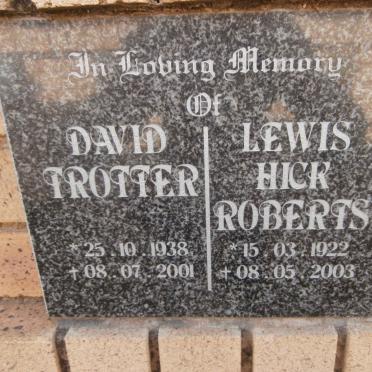 In Loving Memory
Of
DAVID
TROTTER
* 25 . 10 . 1938
+ 08 . 07 . 2001
LEWIS
HICK
ROBERTS
* 15 . 03 . 1922
+ 08 . 05 . 2003